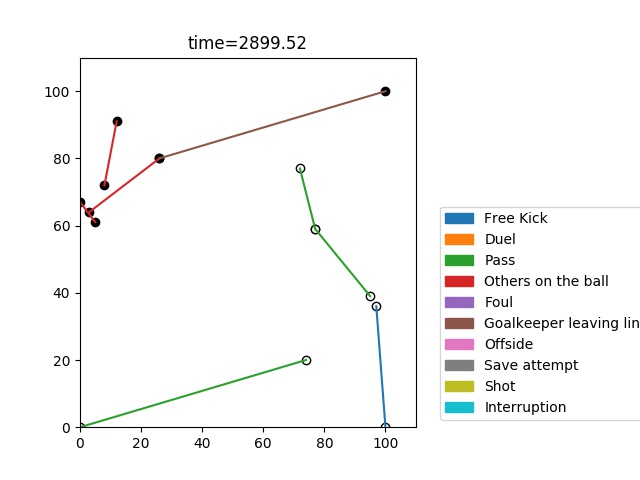 time=2899.52
100
80
60
40
20
0
0 20 40 60 80 100
Free Kick
Duel
Pass
Others on the ball
Foul
Goalkeeper leaving lin
Offside
Save attempt
Shot
Interruption